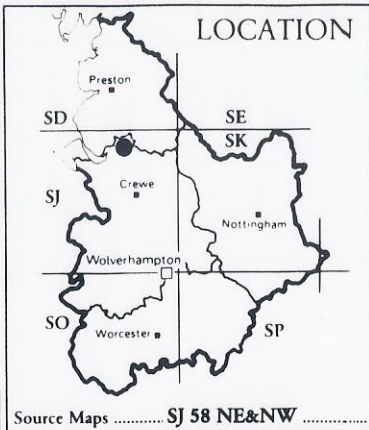 LOCATION
Preston
SD
SE
SK
SJ
Crewe
Nottingham
Wolverhampton
SO
Worcester
SP
Source Maps .......... SJ 58 NE&NW ..............